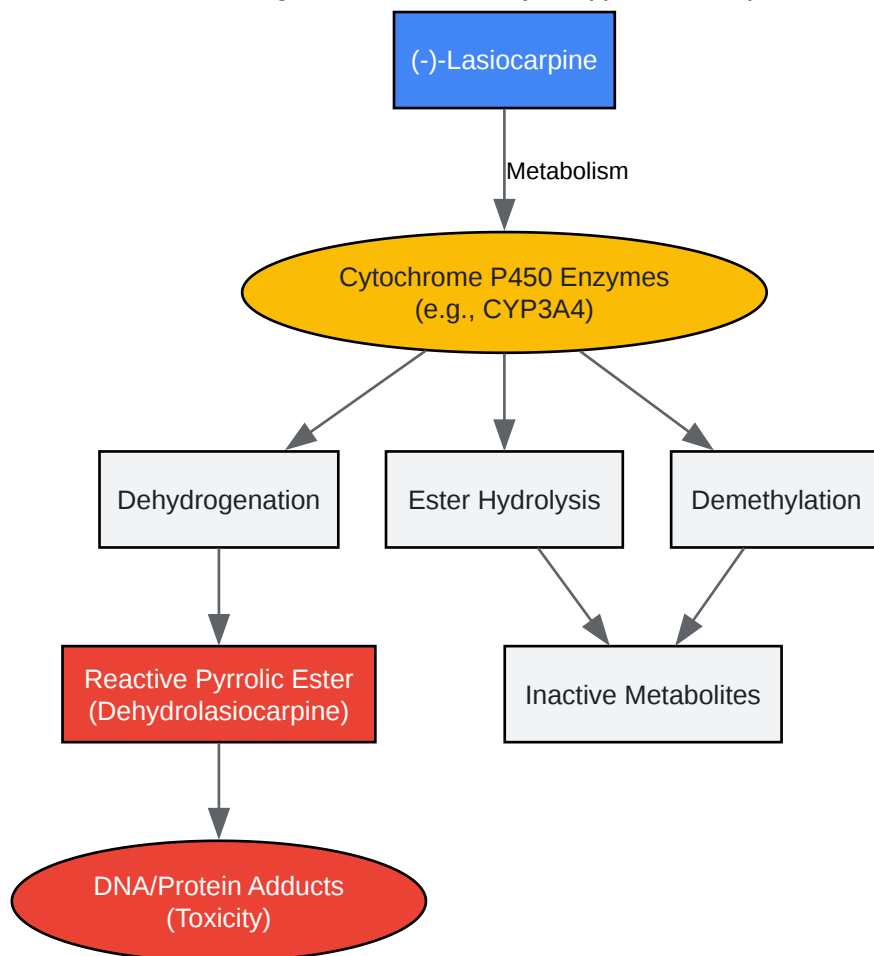 (-)-Lasiocarpine
Metabolism
Cytochrome P450 Enzymes
(e.g., CYP3A4)
Dehydrogenation
Ester Hydrolysis
Demethylation
Reactive Pyrrolic Ester
(Dehydrolasiocarpine)
Inactive Metabolites
DNA/Protein Adducts
(Toxicity)